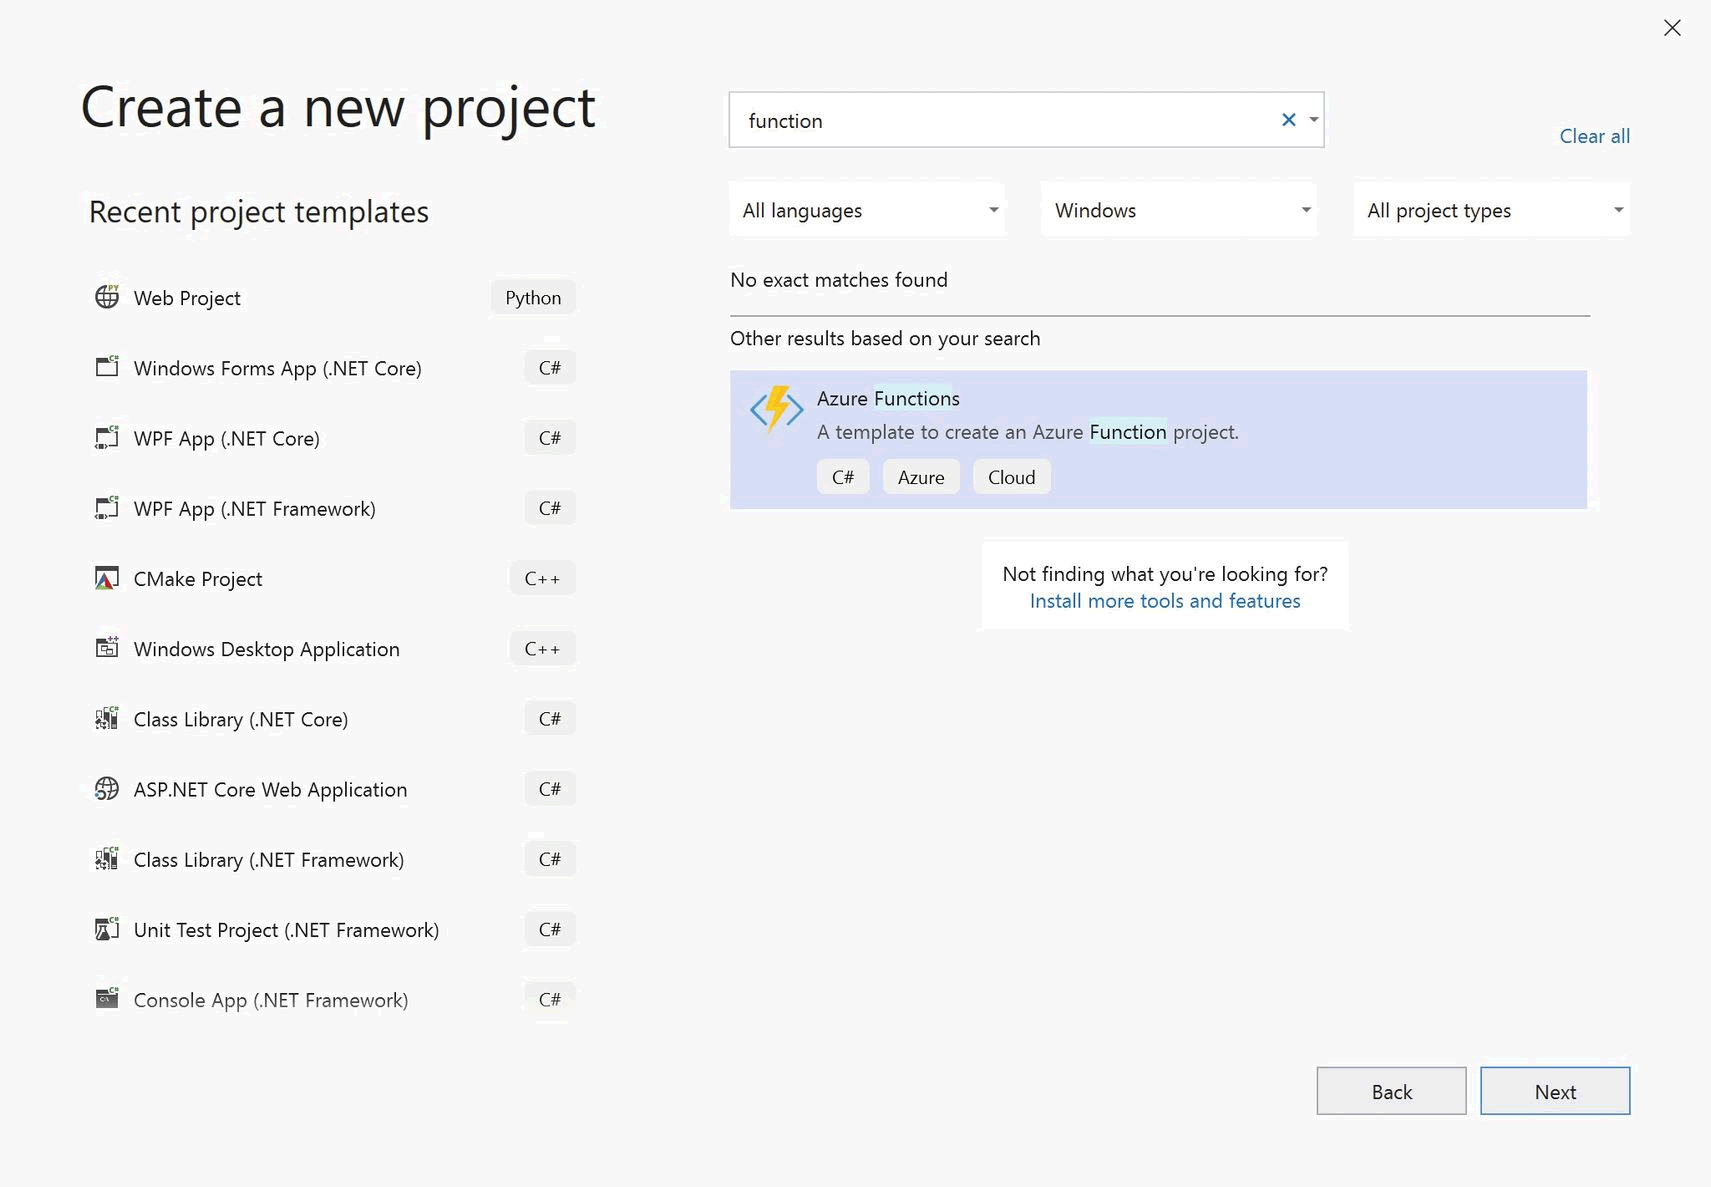 Create a new project
Recent project templates
Web Project Python
Windows Forms App (.NET Core) C#
WPF App (.NET Core) C#
WPF App (.NET Framework) C#
CMake Project C++
Windows Desktop Application C++
Class Library (.NET Core) C#
ASP.NET Core Web Application C#
Class Library (.NET Framework) C#
Unit Test Project (.NET Framework) C#
Console App (.NET Framework) C#
function
Clear all
All languages Windows All project types
No exact matches found
Other results based on your search
Azure Functions
A template to create an Azure Function project.
C# Azure Cloud
Not finding what you're looking for?
Install more tools and features
Back Next